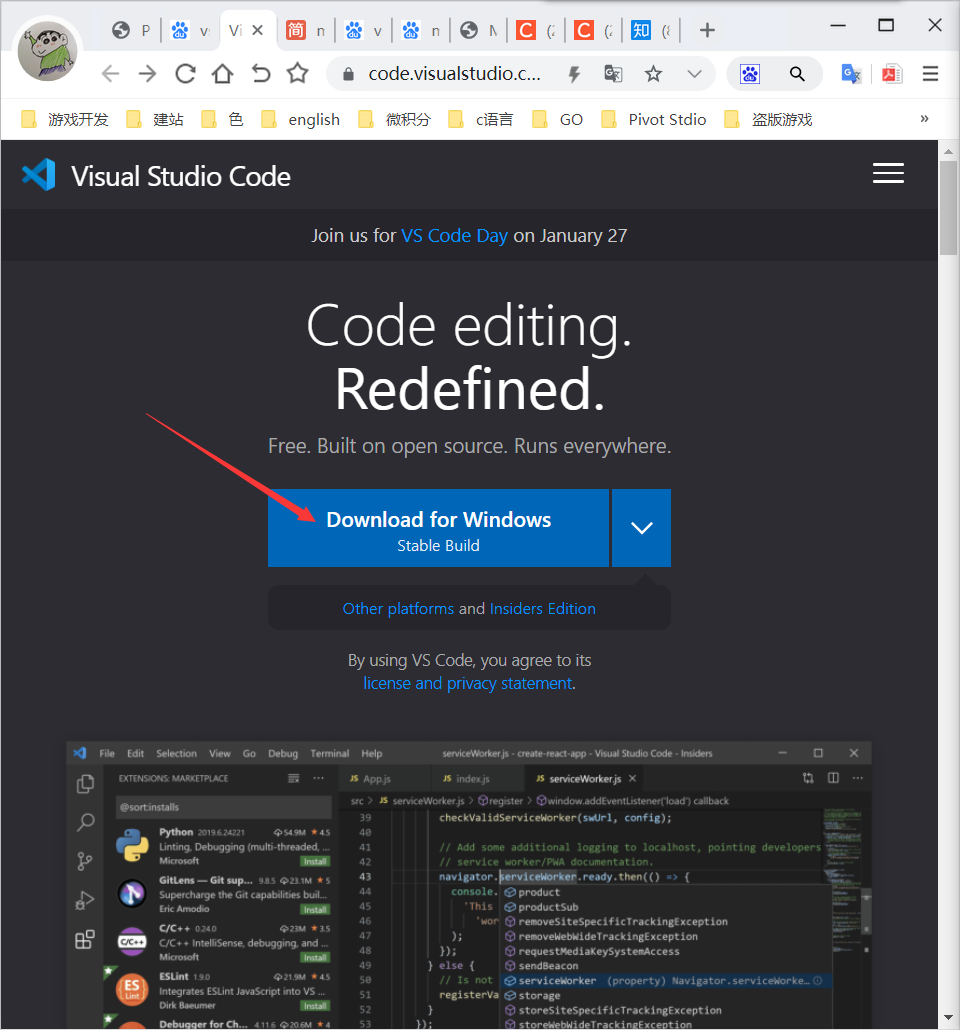 P
v
Vi
简
n
v
n
N
C (2
C (2
知 (8
code.visualstudio.c...
游戏开发
建站
色
english
微积分
c语言
GO
Pivot Stdio
盗版游戏
»
Visual Studio Code
Join us for VS Code Day on January 27
Code editing.
Redefined.
Free. Built on open source. Runs everywhere.
Download for Windows
Stable Build
Other platforms and Insiders Edition
By using VS Code, you agree to its
license and privacy statement.
File Edit Selection View Go Debug Terminal Help
serviceWorker.js - create-react-app - Visual Studio Code - Insiders
EXTENSIONS: MARKETPLACE
@sort:installs
Python 2019.6.24221 54.9M 4.5
Linting, Debugging (multi-threaded, ...
Microsoft Install
GitLens — Git sup... 9.8.5 23.1M 5
Supercharge the Git capabilities buil...
Eric Amodio Install
C/C++ 0.24.0 23M 3.5
C/C++ IntelliSense, debugging, and ...
Microsoft Install
ESLint 1.9.0 21.9M 4.5
Integrates ESLint JavaScript into VS ...
Dirk Baeumer Install
Debugger for Ch... 4.11.6 20.6M 4
JS App.js
JS index.js
JS serviceWorker.js
src > JS serviceWorker.js > register > window.addEventListener('load') callback
39 checkValidServiceWorker(swUrl, config);
40
41 // Add some additional logging to localhost, pointing developers
42 // service worker/PWA documentation.
43 navigator.serviceWorker.ready.then(() => {
44 console.
45 'This
46 'wor
47 );
48 });
49 } else {
50 // Is not
51 registerVa
52 }
53 });
product
productSub
removeSiteSpecificTrackingException
removeWebWideTrackingException
requestMediaKeySystemAccess
sendBeacon
serviceWorker (property) Navigator.serviceWorke...
storage
storeSiteSpecificTrackingException
storeWebWideTrackingException